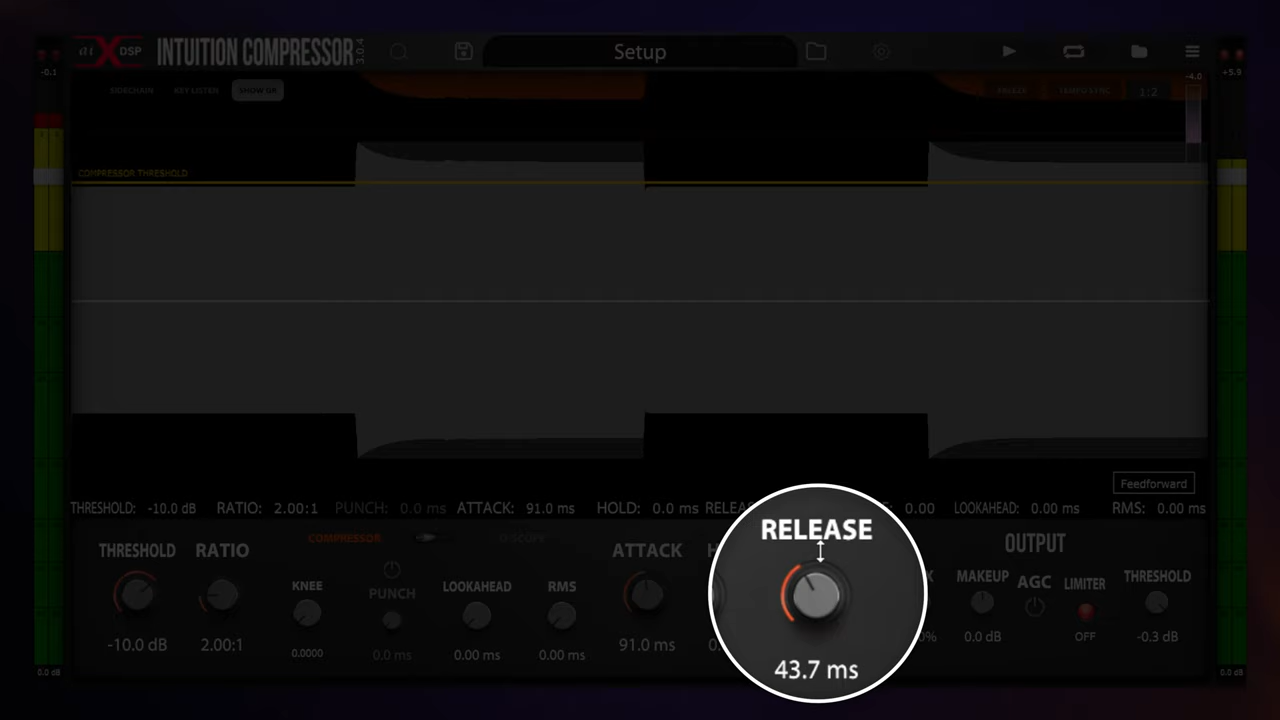 aiXDSP INTUITION COMPRESSOR 3.0.4
Setup
-0.1
+5.9
-4.0
SIDECHAIN KEY LISTEN SHOW GR
TEMPO SYNC 1:2
COMPRESSOR THRESHOLD
Feedforward
THRESHOLD: -10.0 dB RATIO: 2.00:1 PUNCH: 0.0 ms ATTACK: 91.0 ms HOLD: 0.0 ms 0.00 LOOKAHEAD: 0.00 ms RMS: 0.00 ms
COMPRESSOR
THRESHOLD RATIO KNEE PUNCH LOOKAHEAD RMS ATTACK RELEASE
-10.0 dB 2.00:1 0.0000 0.0 ms 0.00 ms 0.00 ms 91.0 ms 43.7 ms
OUTPUT
MAKEUP AGC LIMITER THRESHOLD
0.0 dB OFF -0.3 dB
0.0 dB
0.0 dB